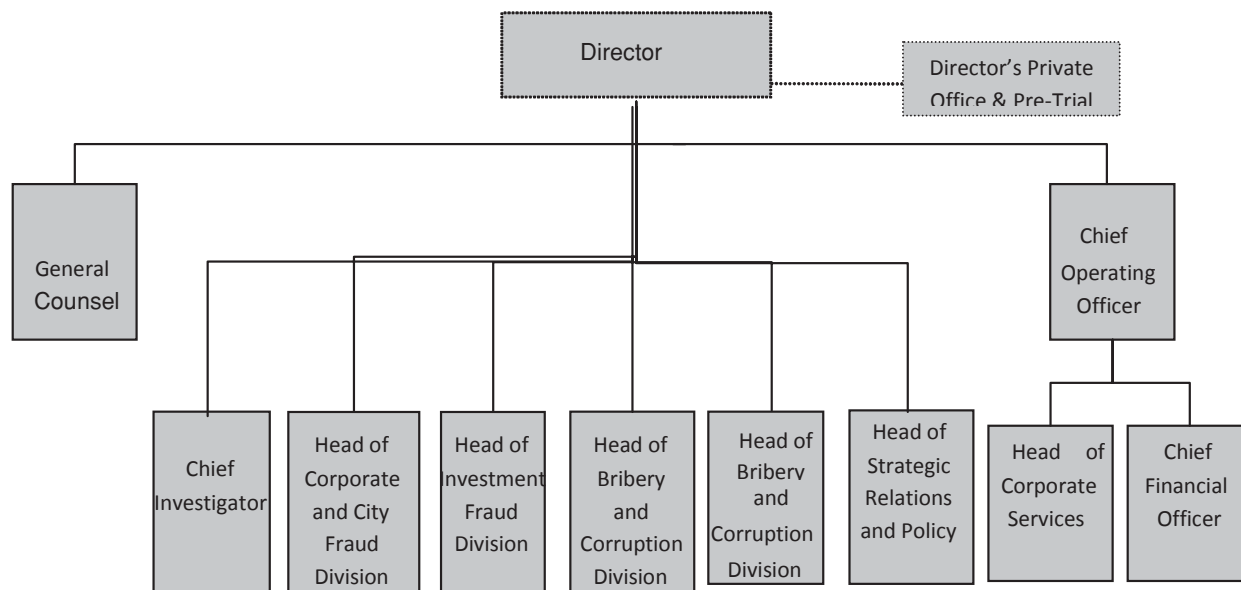 Director
Director's Private
Office & Pre-Trial
General
Counsel
Chief
Operating
Officer
Chief
Investigator
Head of
Corporate
and City
Fraud
Division
Head of
Investment
Fraud
Division
Head of
Bribery
and
Corruption
Division
Head of
Bribery
and
Corruption
Division
Head of
Strategic
Relations
and Policy
Head of
Corporate
Services
Chief
Financial
Officer